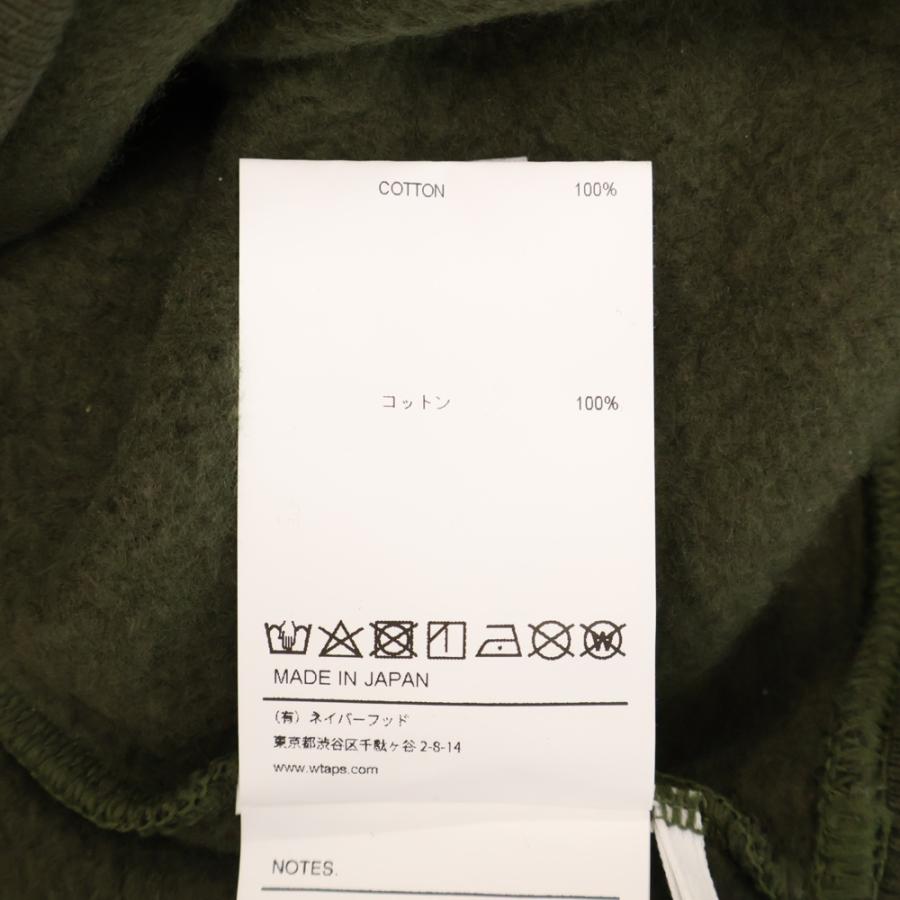 COTTON 100%
コットン 100%
MADE IN JAPAN
（有）ネイバーフッド
東京都渋谷区千駄ヶ谷 2-8-14
www.wtaps.com
NOTES.